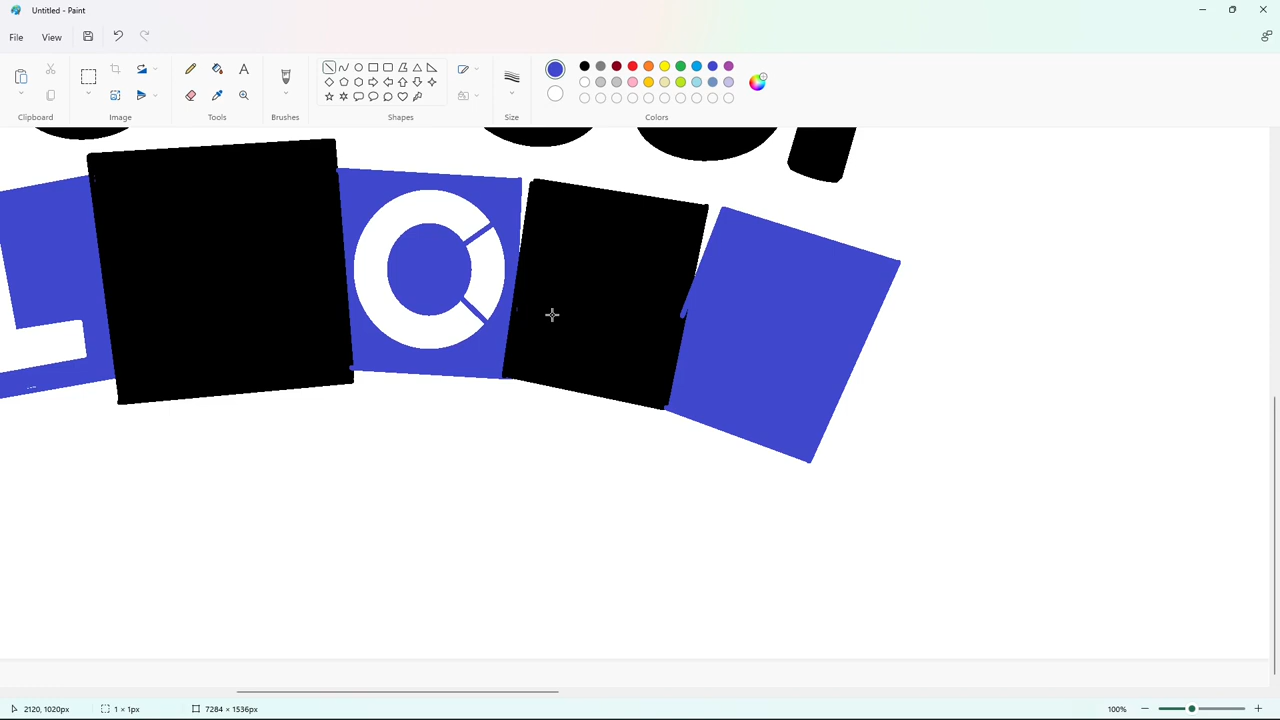 Untitled - Paint
File View
Clipboard Image Tools Brushes Shapes Size Colors
2120, 1020px 1 × 1px 7284 × 1536px 100%